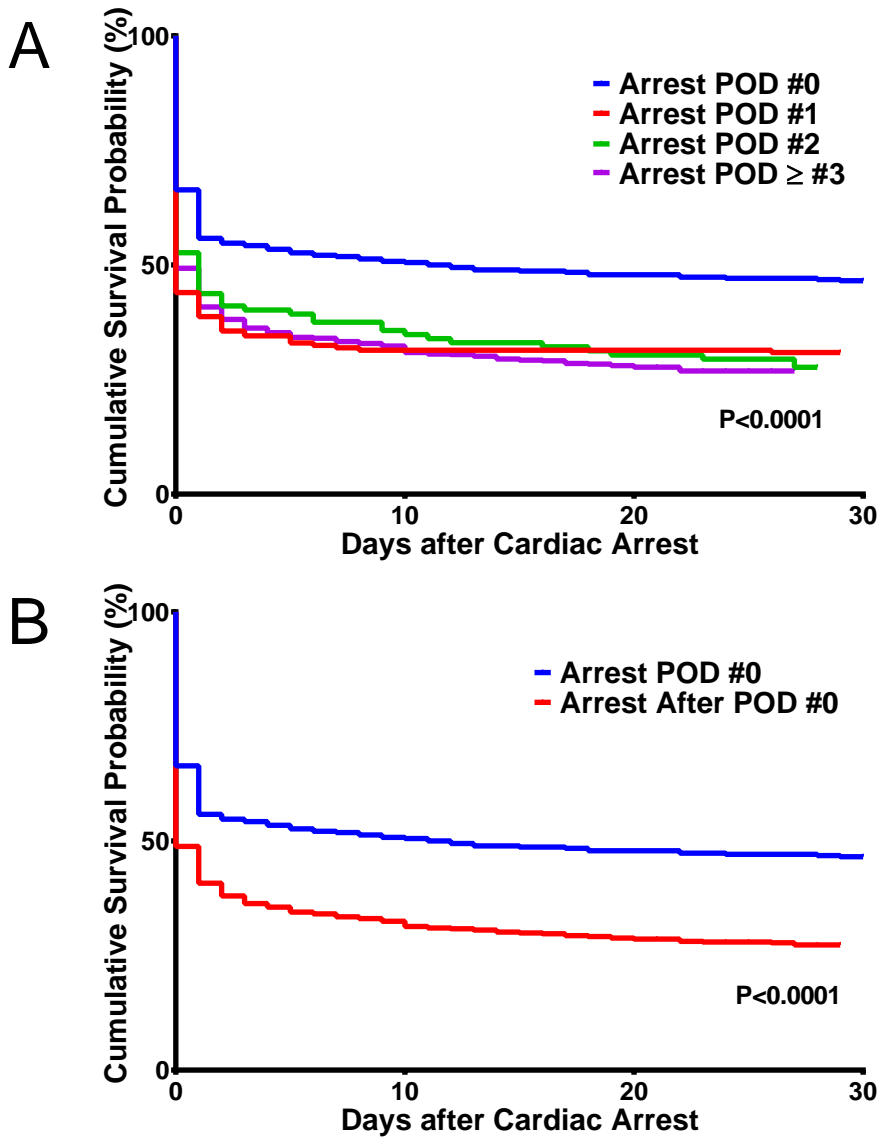 A
Cumulative Survival Probability (%)
100
50
0
Arrest POD #0
Arrest POD #1
Arrest POD #2
Arrest POD ≥ #3
P<0.0001
0 10 20 30
Days after Cardiac Arrest
B
Cumulative Survival Probability (%)
100
50
0
Arrest POD #0
Arrest After POD #0
P<0.0001
0 10 20 30
Days after Cardiac Arrest